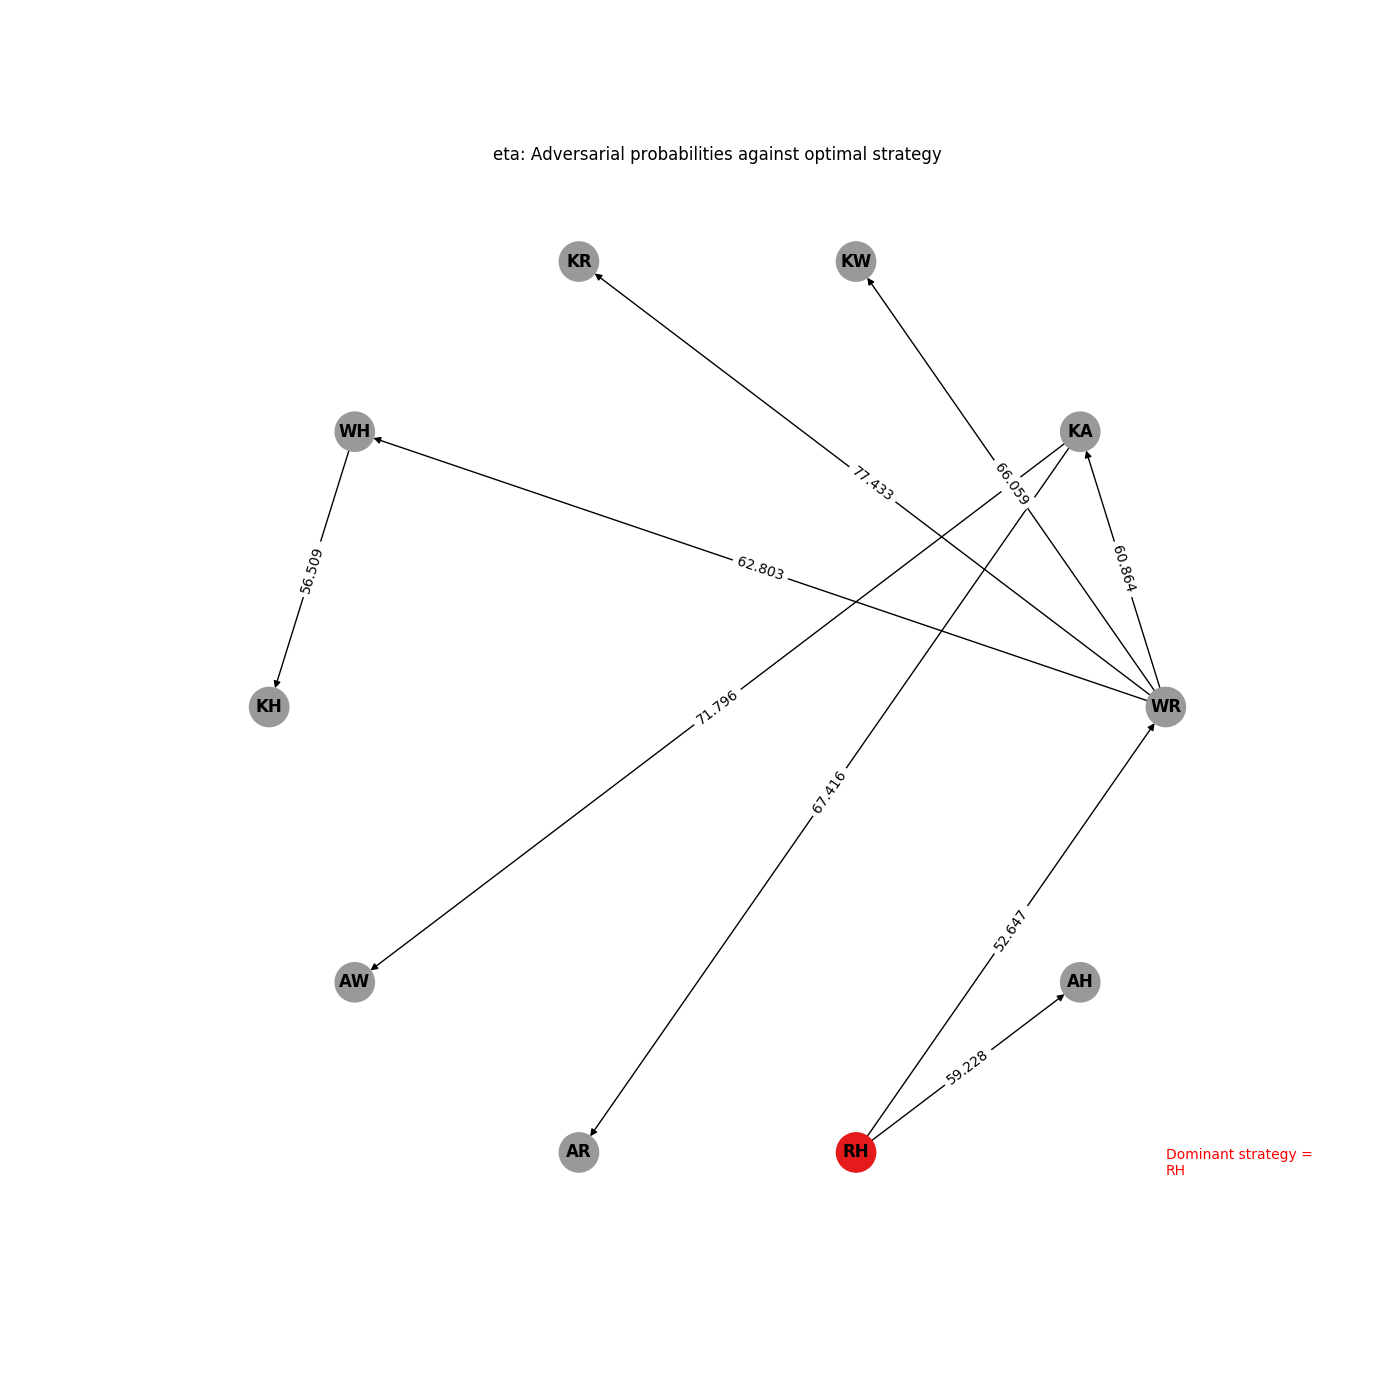 eta: Adversarial probabilities against optimal strategy
KR
KW
WH
KA
77.433
66.059
62.803
60.864
56.509
KH
WR
71.796
67.416
52.647
AW
AH
59.228
AR
RH
Dominant strategy =
RH